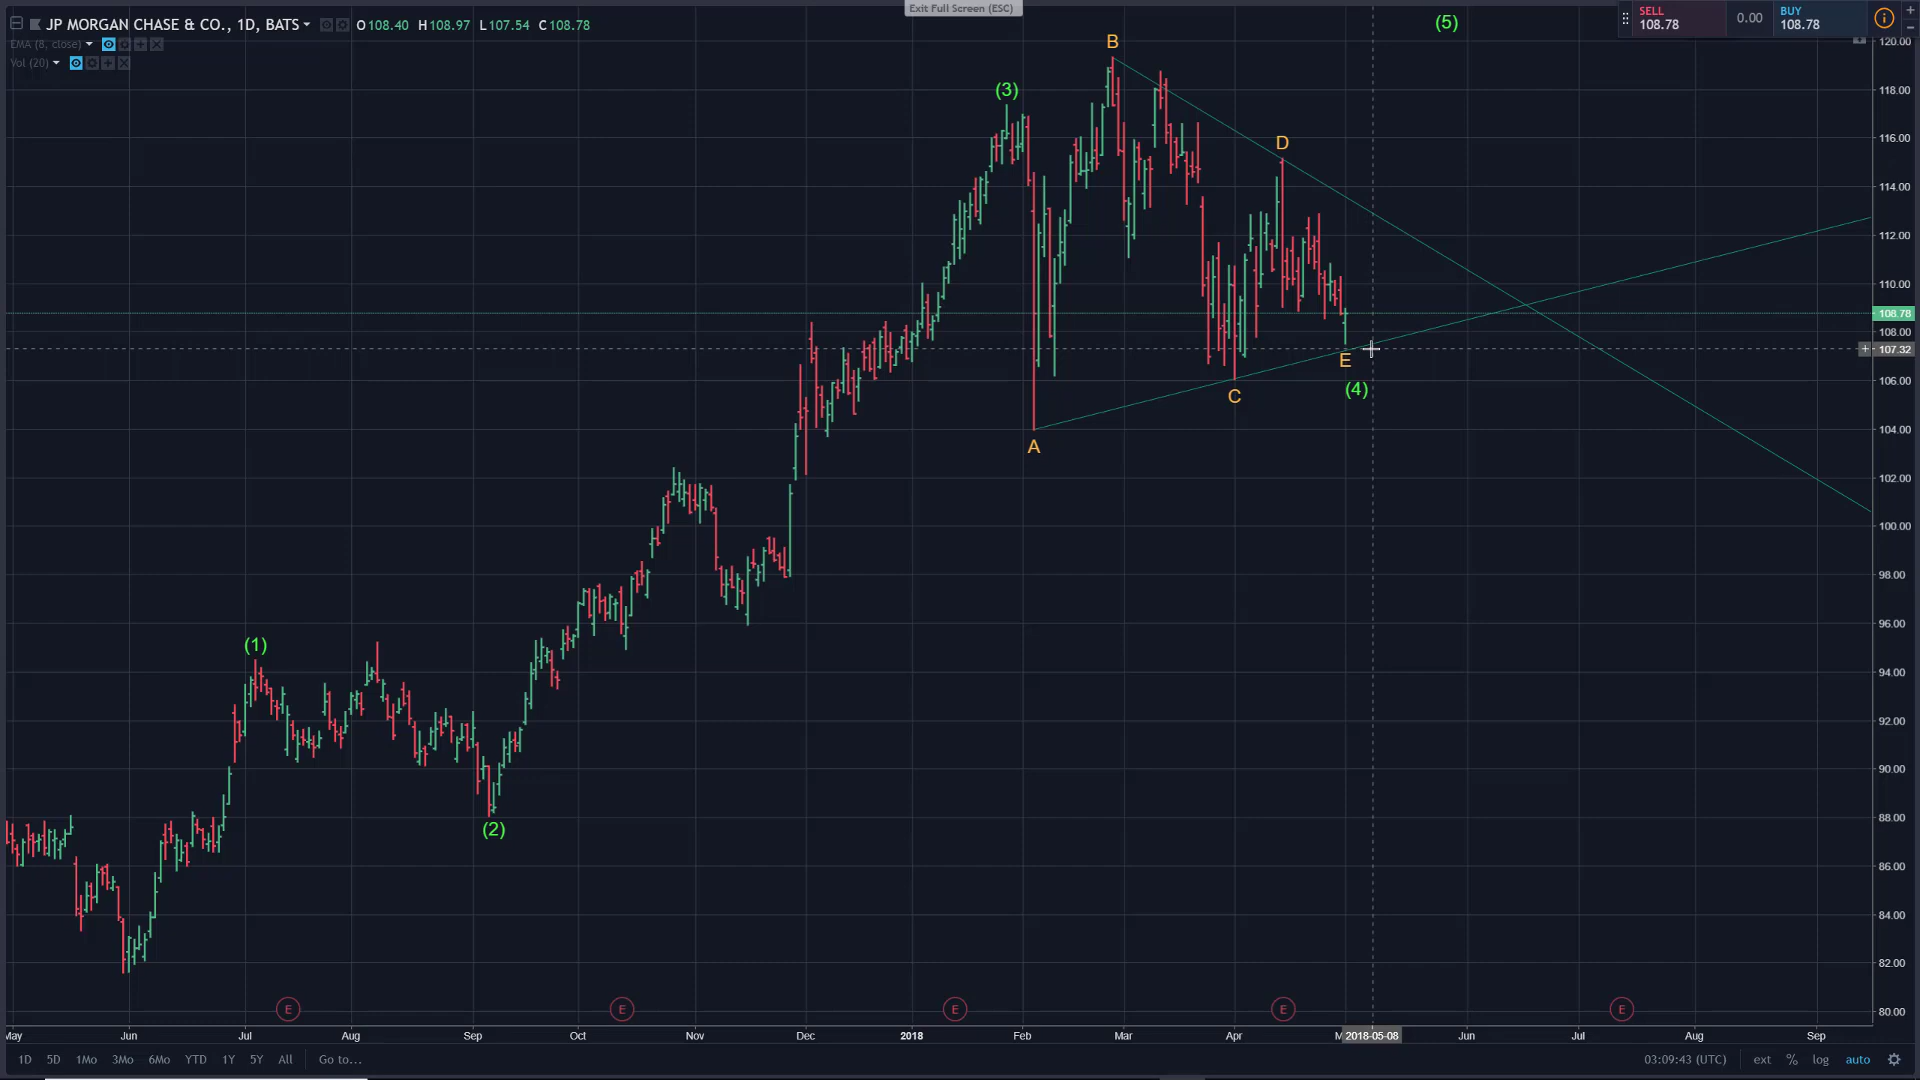 Exit Full Screen (ESC)
JP MORGAN CHASE & CO., 1D, BATS O108.40 H108.97 L107.54 C108.78
EMA (8, close)
Vol (20)
SELL
108.78
0.00
BUY
108.78
(5)
B
(3)
D
E
(4)
C
A
(1)
(2)
120.00
118.00
116.00
114.00
112.00
110.00
108.78
108.00
107.32
106.00
104.00
102.00
100.00
98.00
96.00
94.00
92.00
90.00
88.00
86.00
84.00
82.00
80.00
E E E E E
May Jun Jul Aug Sep Oct Nov Dec 2018 Feb Mar Apr M 2018-05-08 Jun Jul Aug Sep
1D 5D 1Mo 3Mo 6Mo YTD 1Y 5Y All Go to... 03:09:43 (UTC) ext % log auto